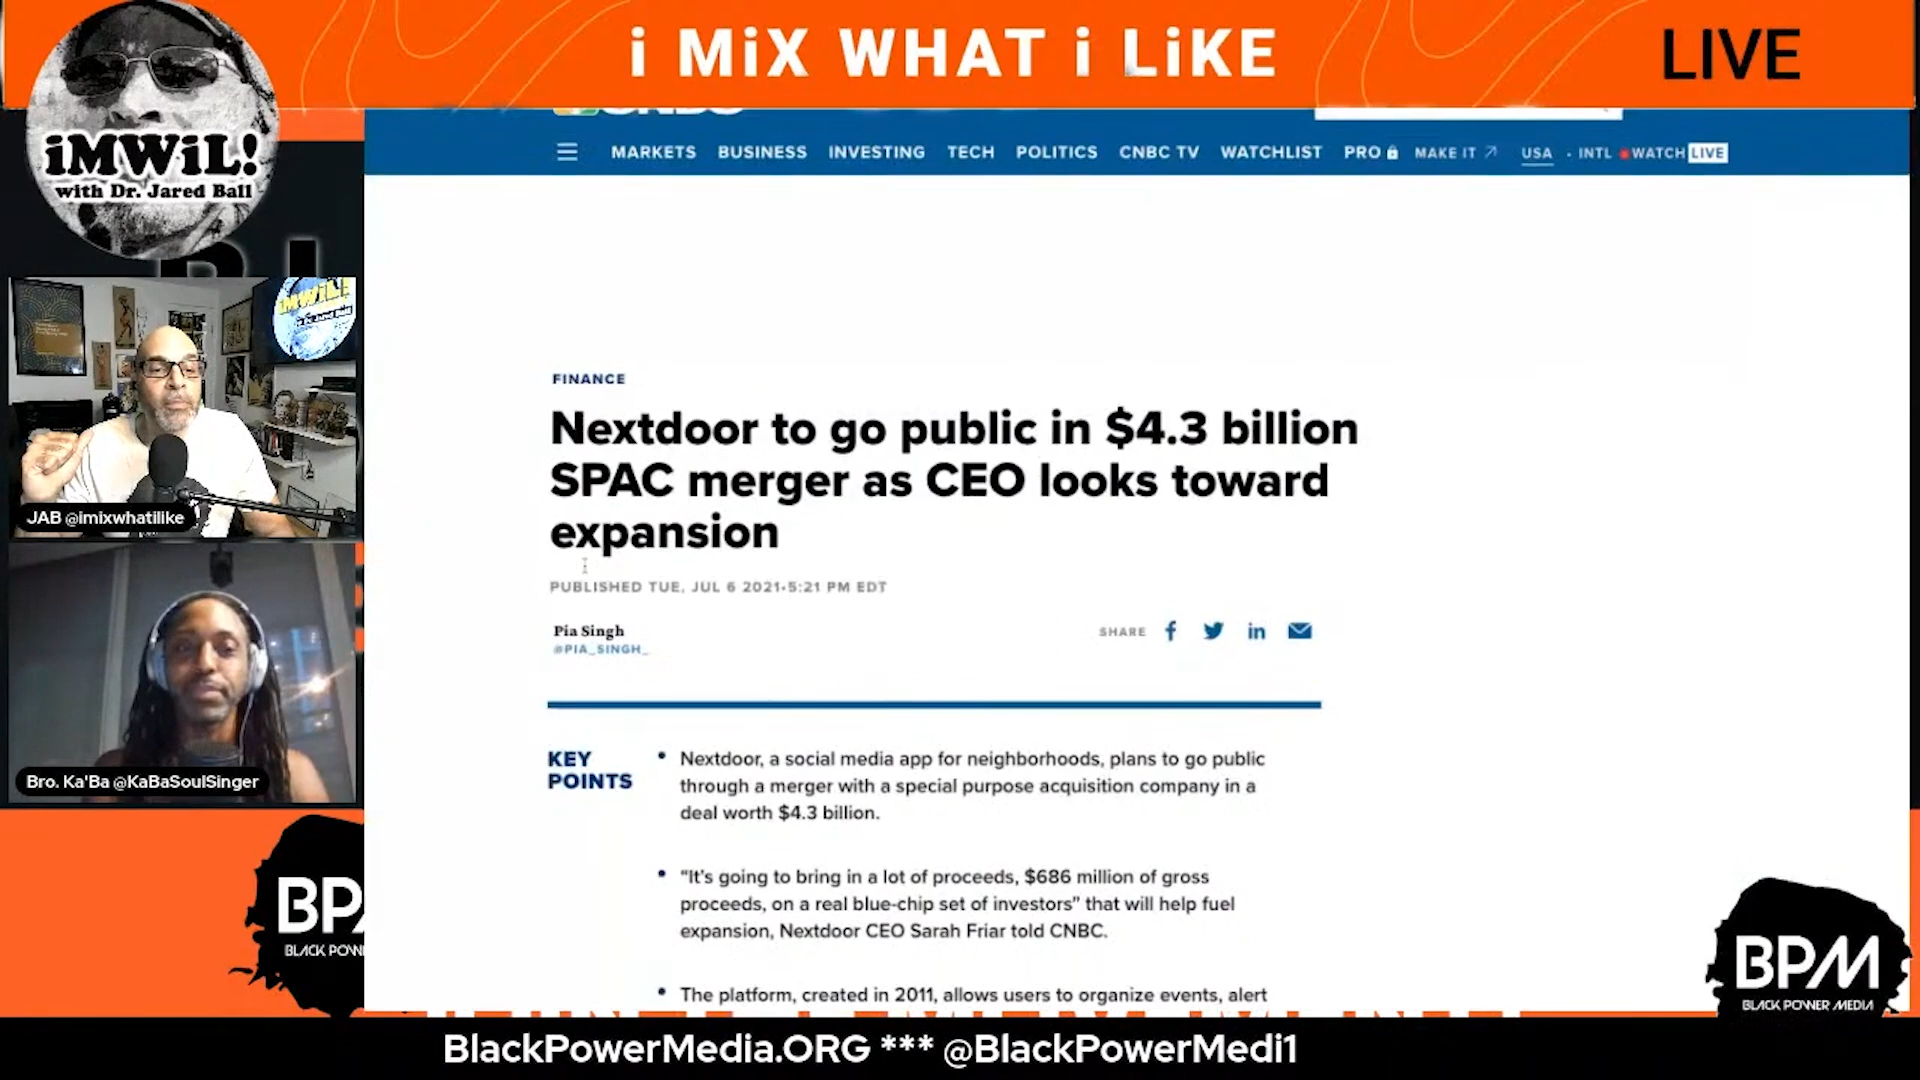 i MiX WHAT i LiKE
LIVE
iMWiL!
with Dr. Jared Ball
MARKETS BUSINESS INVESTING TECH POLITICS CNBC TV WATCHLIST PRO MAKE IT USA · INTL WATCH LIVE
iMWiL!
JAB @imixwhatilike
Bro. Ka'Ba @KaBaSoulSinger
FINANCE
Nextdoor to go public in $4.3 billion
SPAC merger as CEO looks toward
expansion
PUBLISHED TUE, JUL 6 2021•5:21 PM EDT
Pia Singh
@PIA_SINGH_
SHARE
KEY
POINTS
• Nextdoor, a social media app for neighborhoods, plans to go public
through a merger with a special purpose acquisition company in a
deal worth $4.3 billion.
• “It’s going to bring in a lot of proceeds, $686 million of gross
proceeds, on a real blue-chip set of investors” that will help fuel
expansion, Nextdoor CEO Sarah Friar told CNBC.
• The platform, created in 2011, allows users to organize events, alert
BP
BLACK POW
BPM
BLACK POWER MEDIA
BlackPowerMedia.ORG *** @BlackPowerMedi1